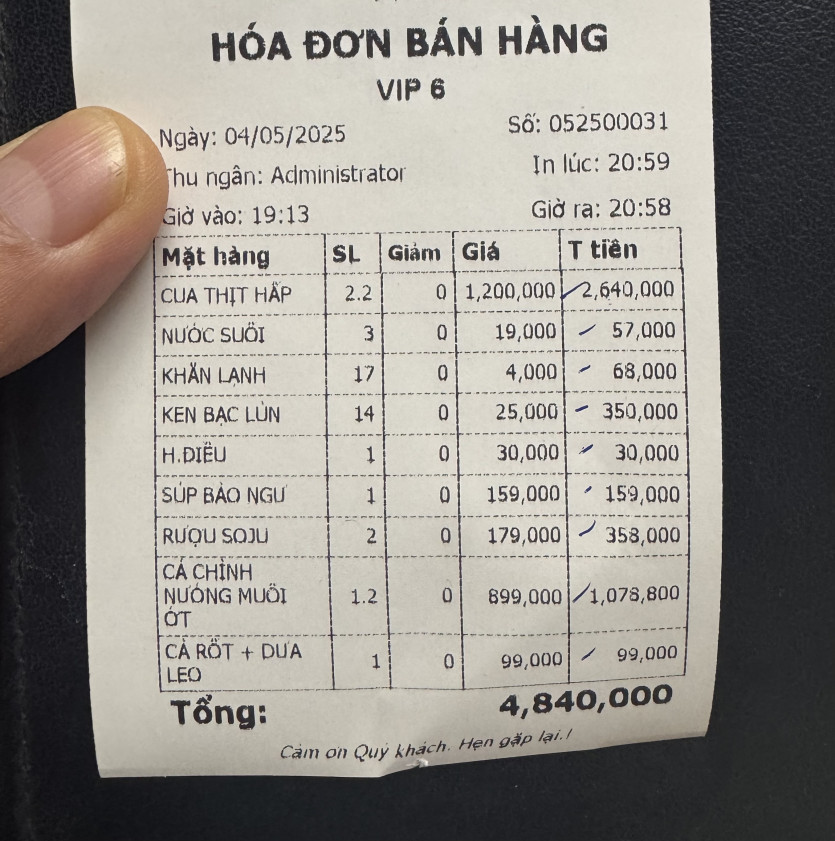 HÓA ĐƠN BÁN HÀNG
VIP 6
Ngày: 04/05/2025 Số: 052500031
Thu ngân: Administrator In lúc: 20:59
Giờ vào: 19:13 Giờ ra: 20:58
Mặt hàng SL Giảm Giá T tiền
CUA THỊT HẤP 2.2 0 1,200,000 2,640,000
NƯỚC SUỐI 3 0 19,000 57,000
KHĂN LẠNH 17 0 4,000 68,000
KEN BẠC LÙN 14 0 25,000 350,000
H.ĐIỀU 1 0 30,000 30,000
SÚP BÀO NGƯ 1 0 159,000 159,000
RƯỢU SOJU 2 0 179,000 358,000
CÁ CHÌNH
NƯỚNG MUỐI 1.2 0 899,000 1,078,800
ỚT
CÀ RỐT + DƯA
LEO 1 0 99,000 99,000
Tổng: 4,840,000
Cảm ơn Quý khách. Hẹn gặp lại.!